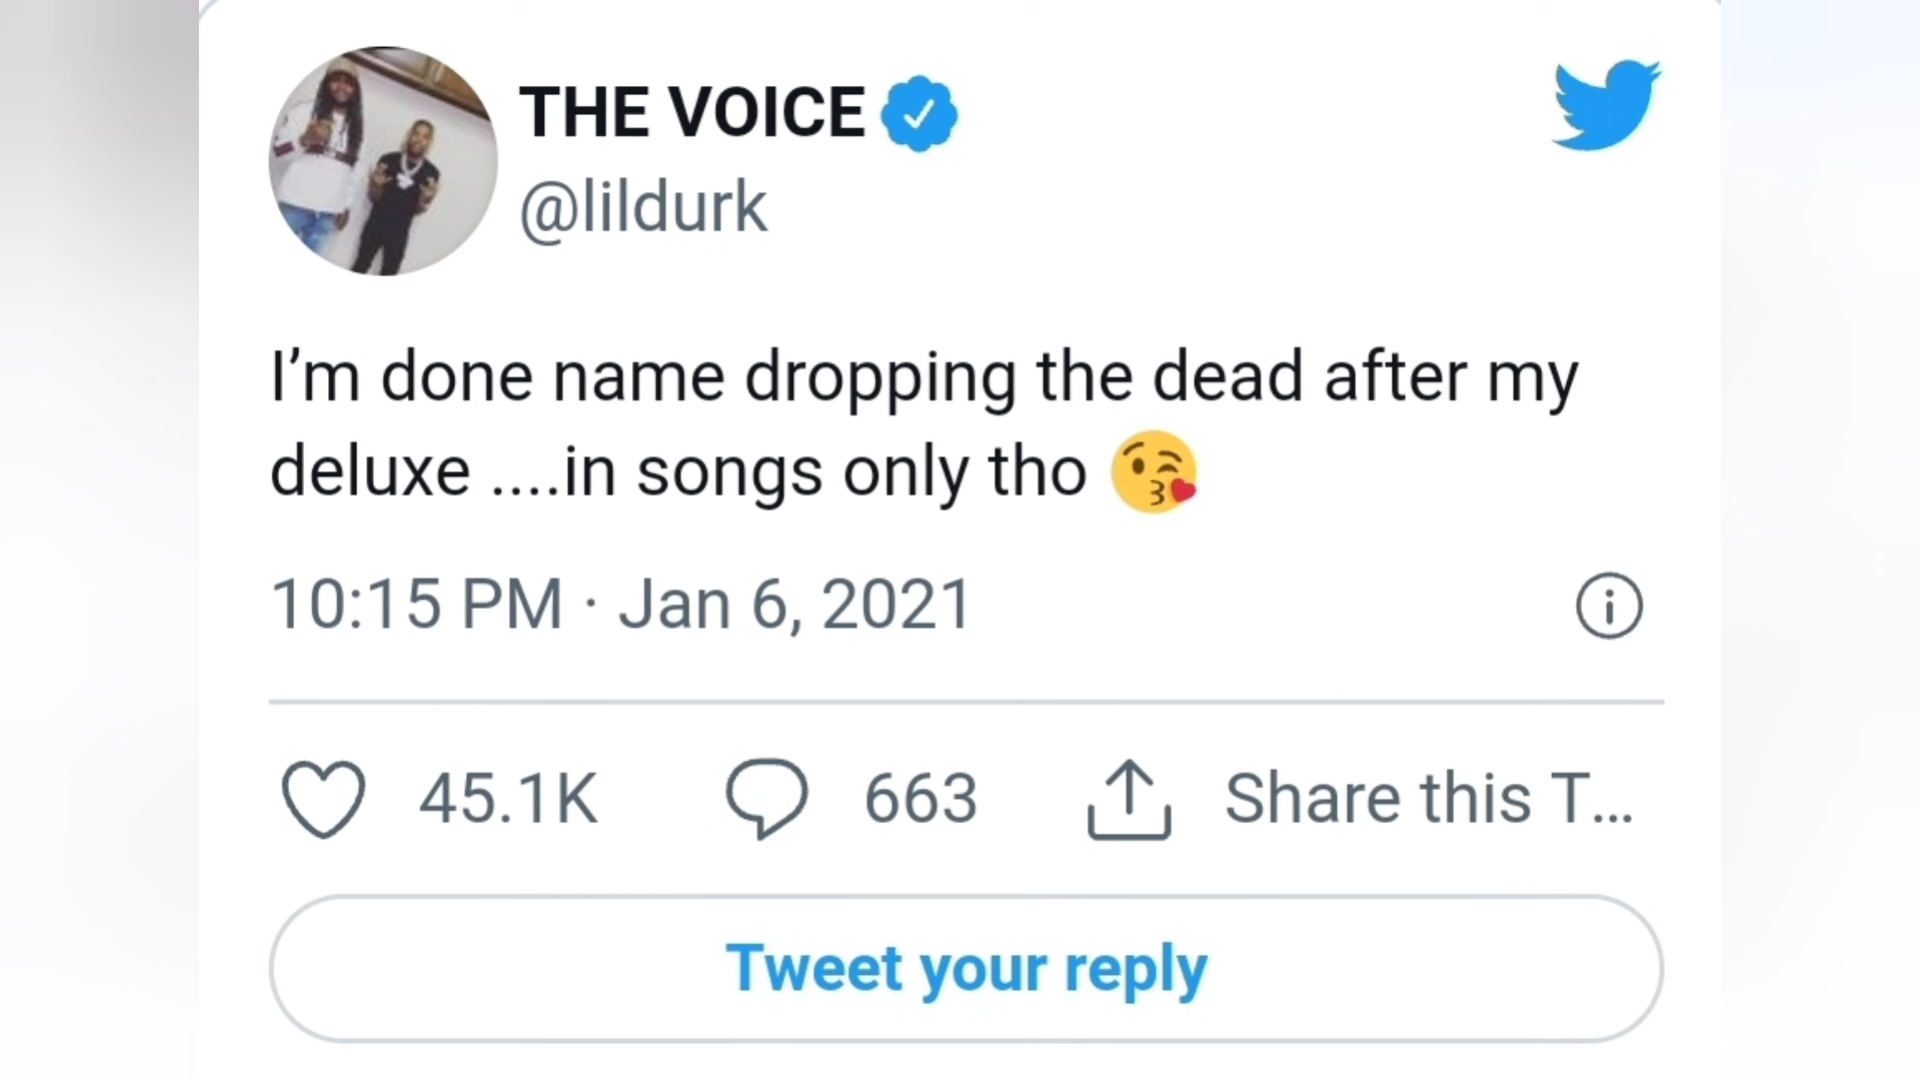 THE VOICE
@lildurk
I’m done name dropping the dead after my
deluxe ....in songs only tho 😘
10:15 PM · Jan 6, 2021
45.1K 663 Share this T...
Tweet your reply